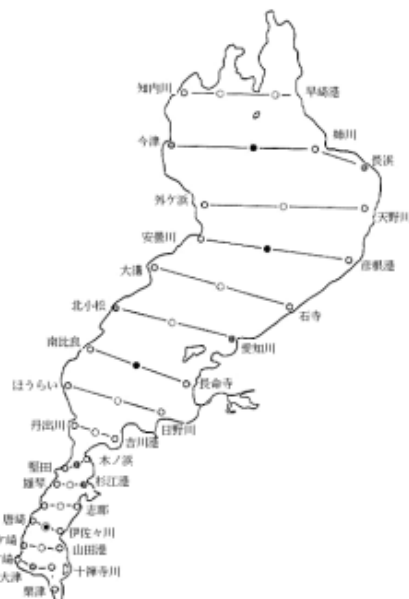 知内川
早崎港
今津
姉川
長浜
外ケ浜
天野川
安曇川
彦根港
大溝
石寺
北小松
愛知川
南比良
長命寺
ほうらい
日野川
丹出川
吉川港
木ノ浜
堅田
雄琴
杉江港
志那
唐崎
伊佐々川
山田港
大津
十禅寺川
粟津